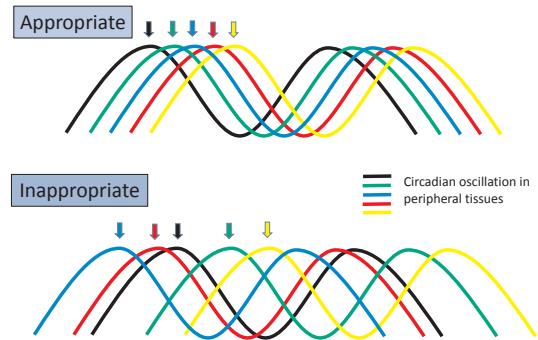 Appropriate
Inappropriate
Circadian oscillation in
peripheral tissues